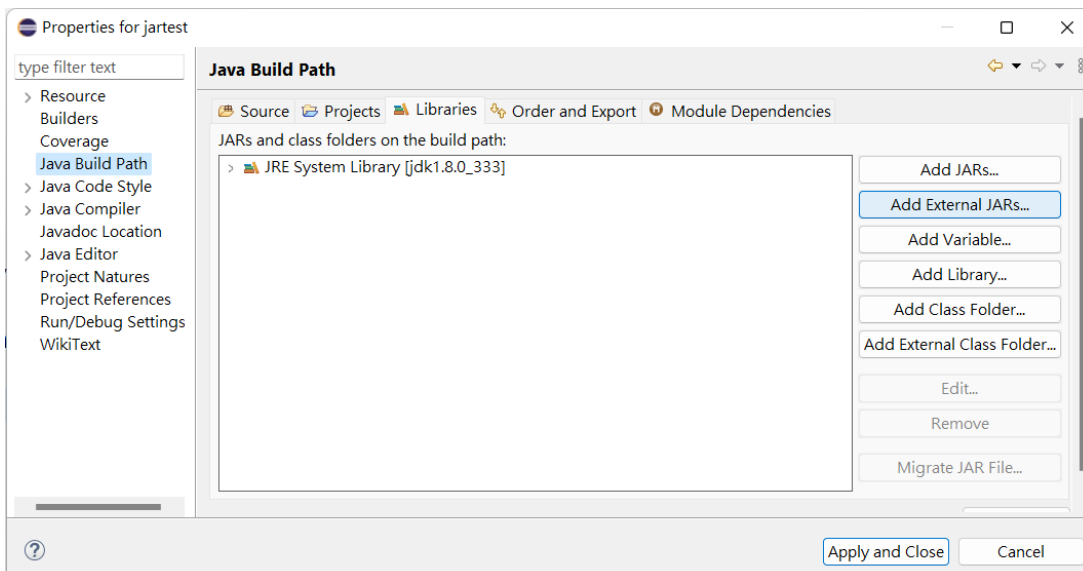 Properties for jartest
type filter text
Resource
Builders
Coverage
Java Build Path
Java Code Style
Java Compiler
Javadoc Location
Java Editor
Project Natures
Project References
Run/Debug Settings
WikiText
Java Build Path
Source Projects Libraries Order and Export Module Dependencies
JARs and class folders on the build path:
JRE System Library [jdk1.8.0_333]
Add JARs...
Add External JARs...
Add Variable...
Add Library...
Add Class Folder...
Add External Class Folder...
Edit...
Remove
Migrate JAR File...
Apply and Close Cancel